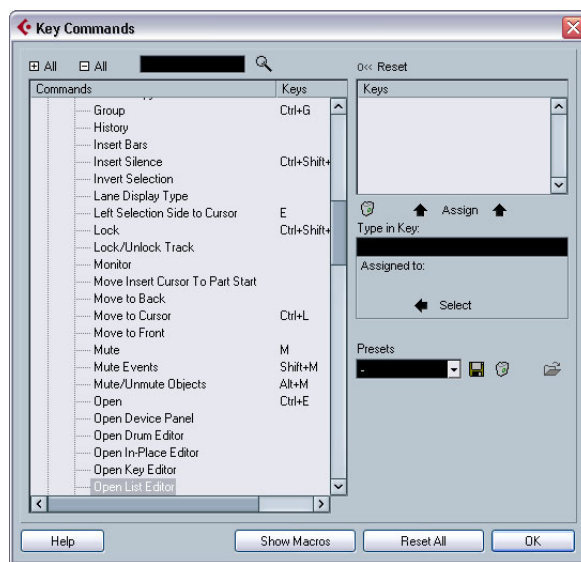 Key Commands
All All
0<< Reset
Commands Keys
Keys
Group Ctrl+G
History
Insert Bars
Insert Silence Ctrl+Shift+
Invert Selection
Lane Display Type
Left Selection Side to Cursor E
Lock Ctrl+Shift+
Lock/Unlock Track
Monitor
Move Insert Cursor To Part Start
Move to Back
Move to Cursor Ctrl+L
Move to Front
Mute M
Mute Events Shift+M
Mute/Unmute Objects Alt+M
Open Ctrl+E
Open Device Panel
Open Drum Editor
Open In-Place Editor
Open Key Editor
Open List Editor
Assign
Type in Key:
Assigned to:
Select
Presets
-
Help
Show Macros
Reset All
OK